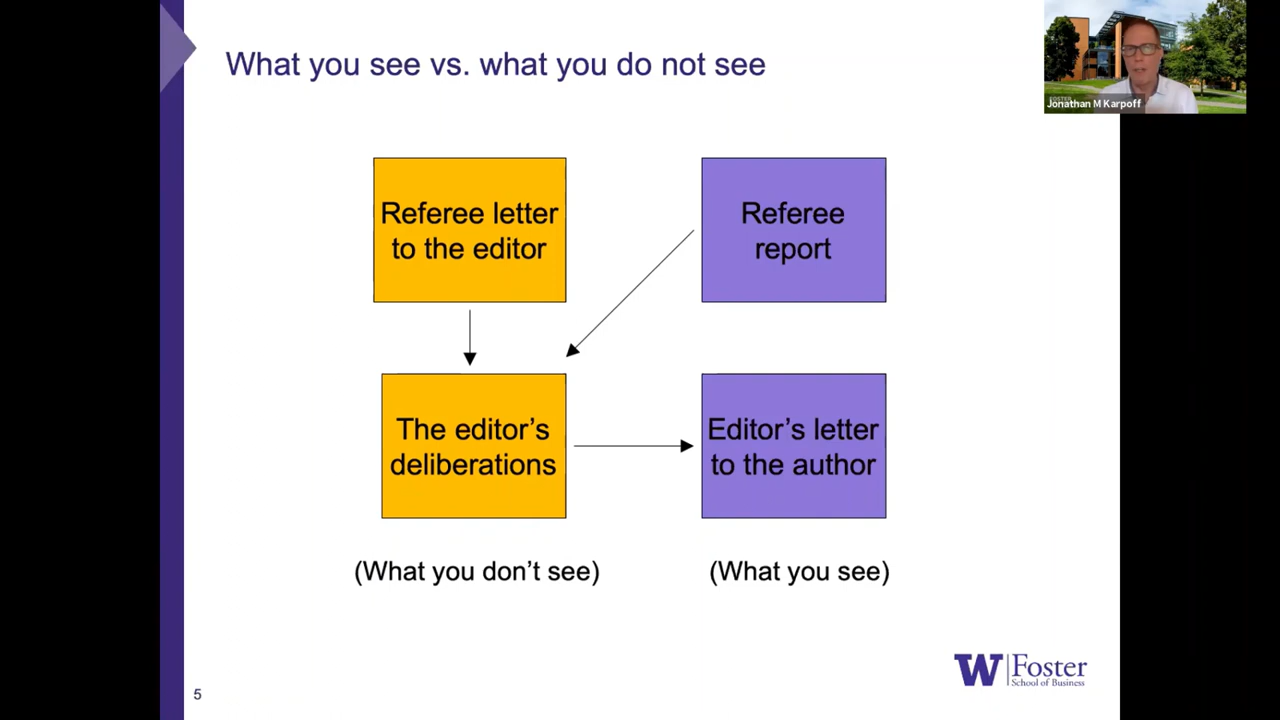 What you see vs. what you do not see
Jonathan M Karpoff
Referee letter
to the editor
Referee
report
The editor’s
deliberations
Editor’s letter
to the author
(What you don’t see)
(What you see)
W
Foster
School of Business
5